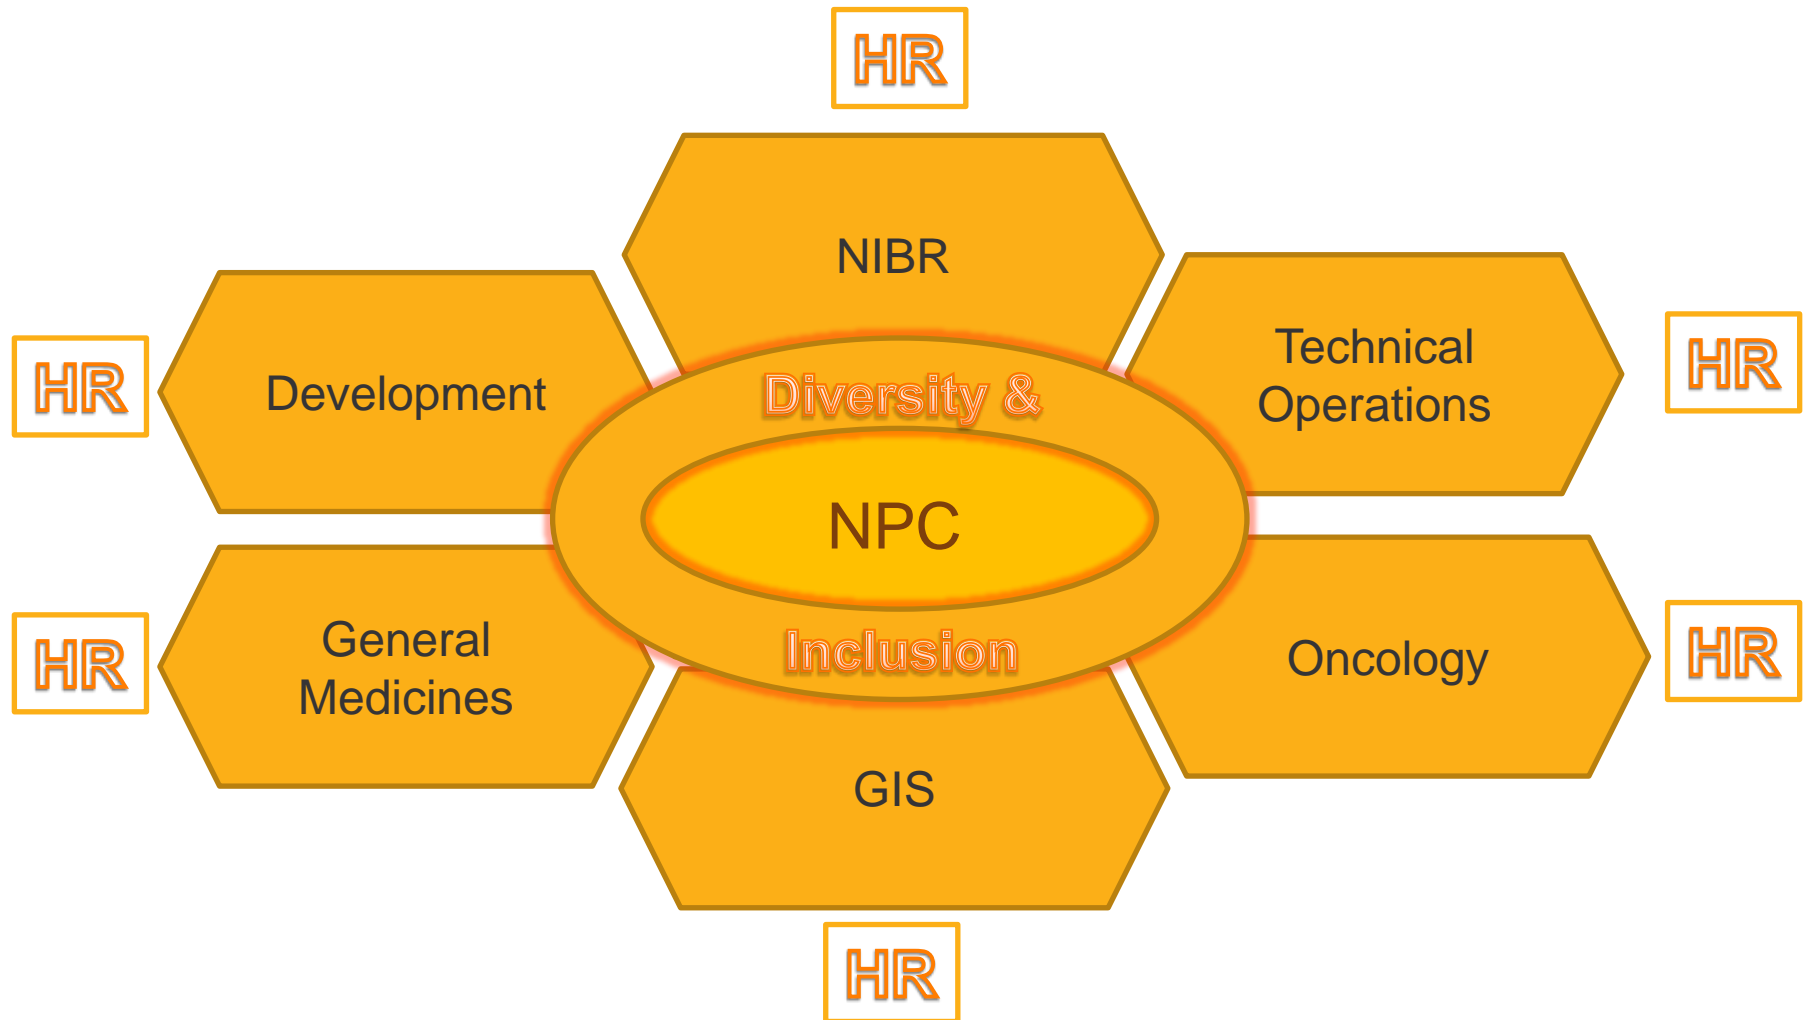 HR
NIBR
Development
HR
Technical
Operations
HR
Diversity &
NPC
Inclusion
General
Medicines
HR
Oncology
HR
GIS
HR